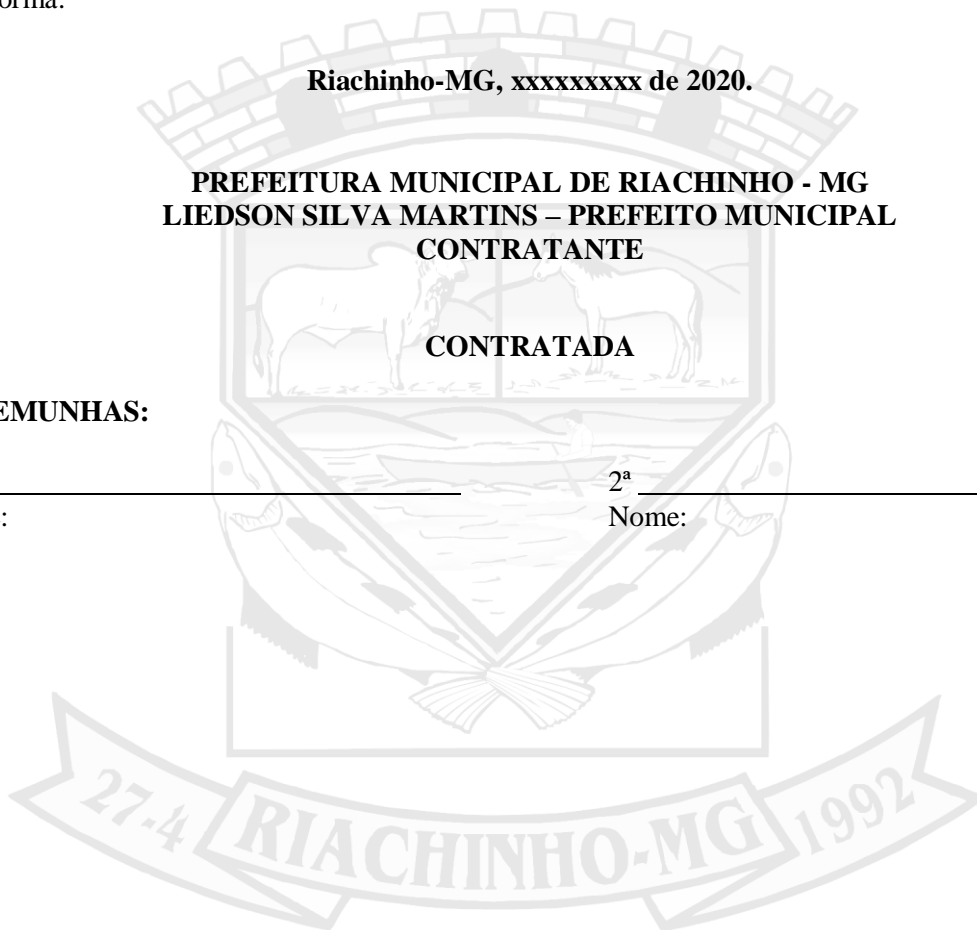 orma.
Riachinho-MG, xxxxxxxxx de 2020.
PREFEITURA MUNICIPAL DE RIACHINHO - MG
LIEDSON SILVA MARTINS – PREFEITO MUNICIPAL
CONTRATANTE
CONTRATADA
EMUNHAS:
2ª
: Nome:
27-4 RIACHINHO-MG 1992